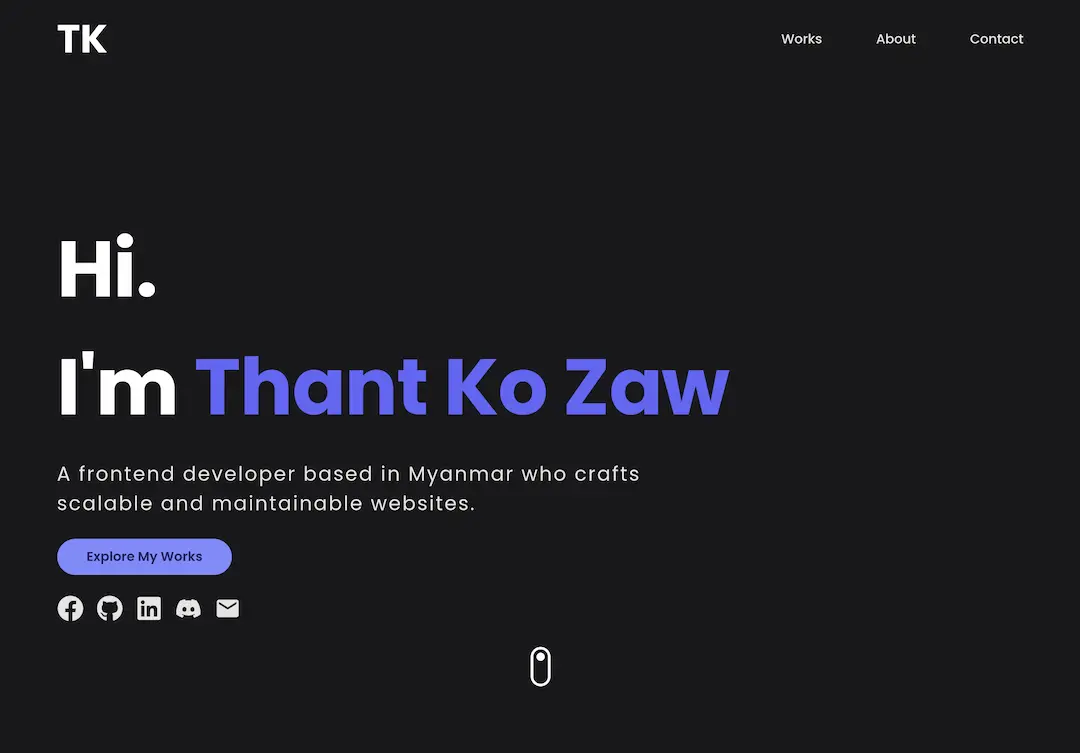 TK
Works
About
Contact
Hi.
I'm Thant Ko Zaw
A frontend developer based in Myanmar who crafts
scalable and maintainable websites.
Explore My Works